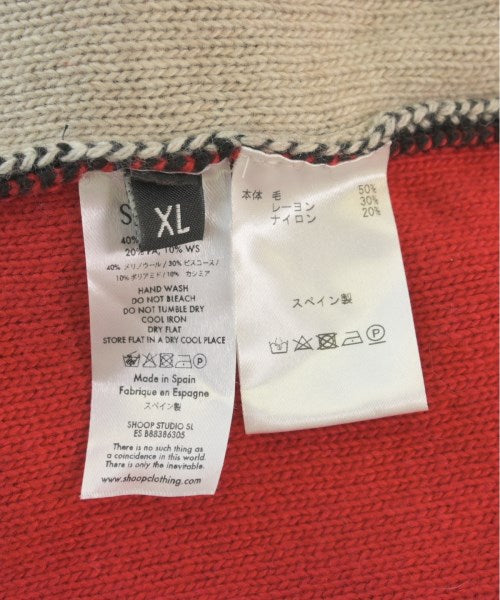 XL
S
40%
20% PA, 10% WS
40% メリノウール/30% ビスコース/
10% ポリアミド/10% カシミア
HAND WASH
DO NOT BLEACH
DO NOT TUMBLE DRY
COOL IRON
DRY FLAT
STORE FLAT IN A DRY COOL PLACE
Made in Spain
Fabrique en Espagne
スペイン製
SHOOP STUDIO SL
ES B88386305
There is no such thing as
a coincidence in this world.
There is only the inevitable.
www.shoopclothing.com
本体 毛 50%
レーヨン 30%
ナイロン 20%
スペイン製